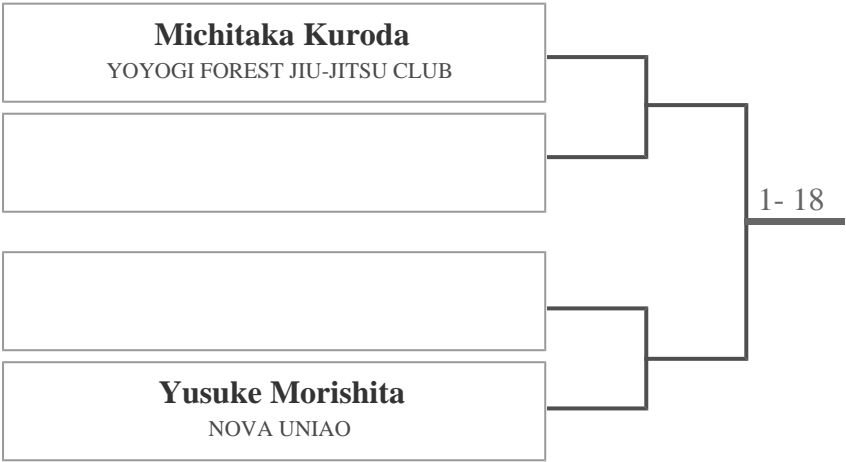 Michitaka Kuroda
YOYOGI FOREST JIU-JITSU CLUB
1- 18
Yusuke Morishita
NOVA UNIAO